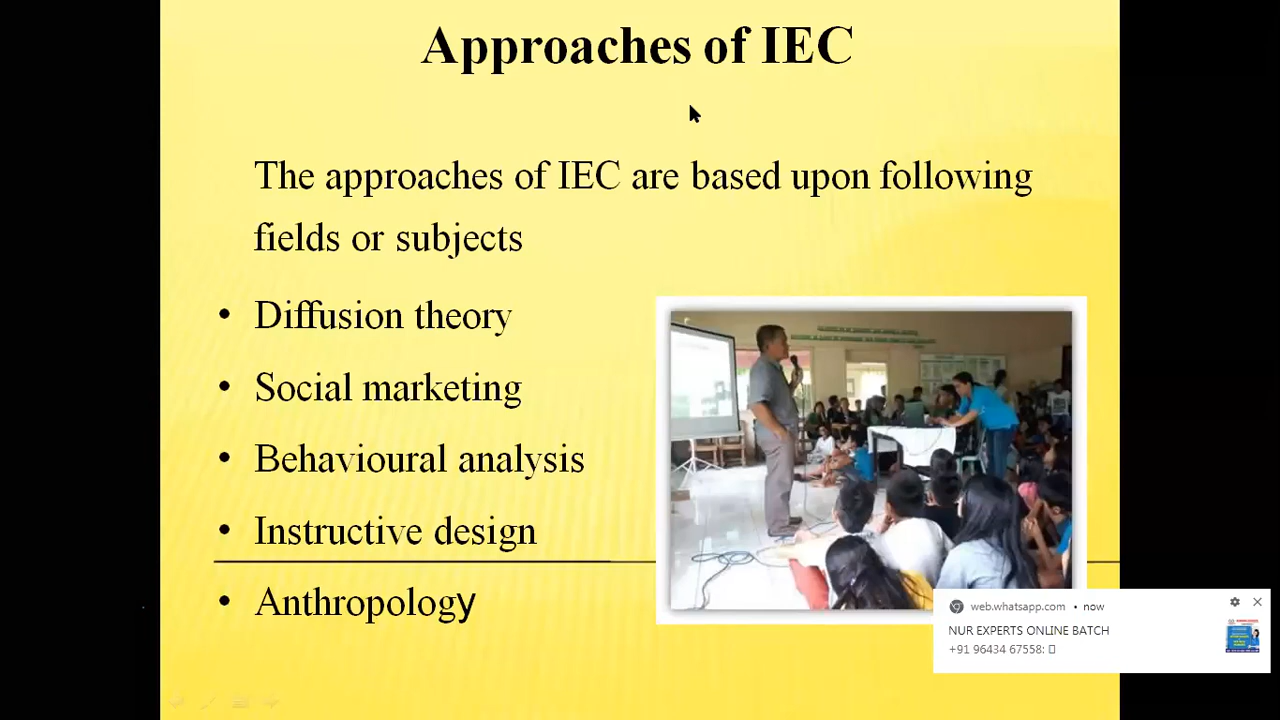 Approaches of IEC
The approaches of IEC are based upon following
fields or subjects
• Diffusion theory
• Social marketing
• Behavioural analysis
• Instructive design
• Anthropology
web.whatsapp.com • now
NUR EXPERTS ONLINE BATCH
+91 96434 67558: